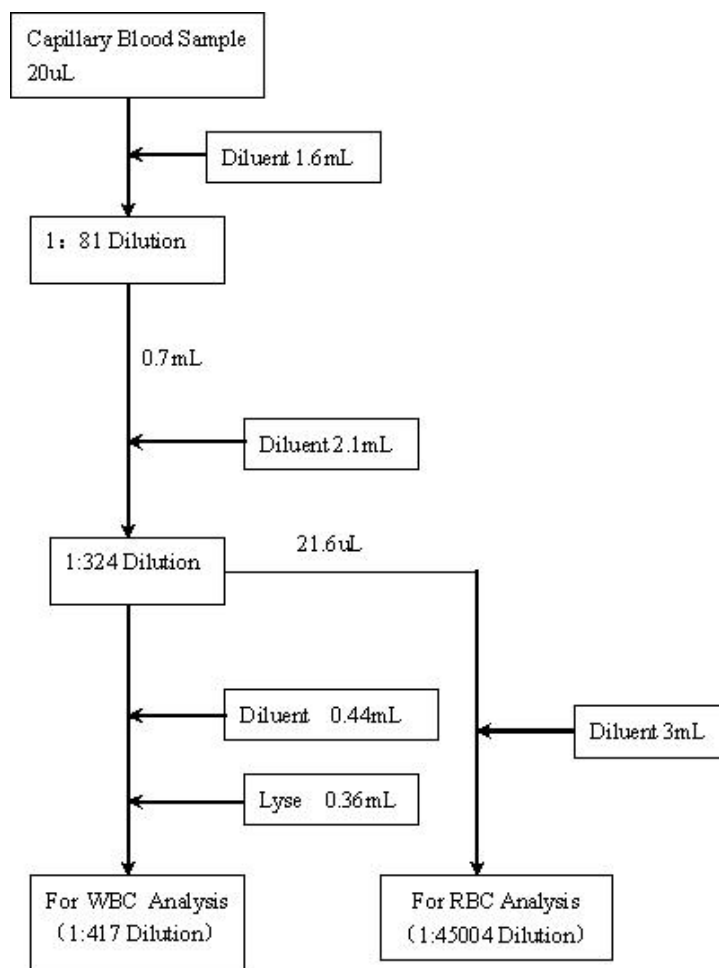 Capillary Blood Sample
20uL
Diluent 1.6mL
1：81 Dilution
0.7mL
Diluent 2.1mL
1:324 Dilution
21.6uL
Diluent 0.44mL
Diluent 3mL
Lyse 0.36mL
For WBC Analysis
（1:417 Dilution）
For RBC Analysis
（1:45004 Dilution）